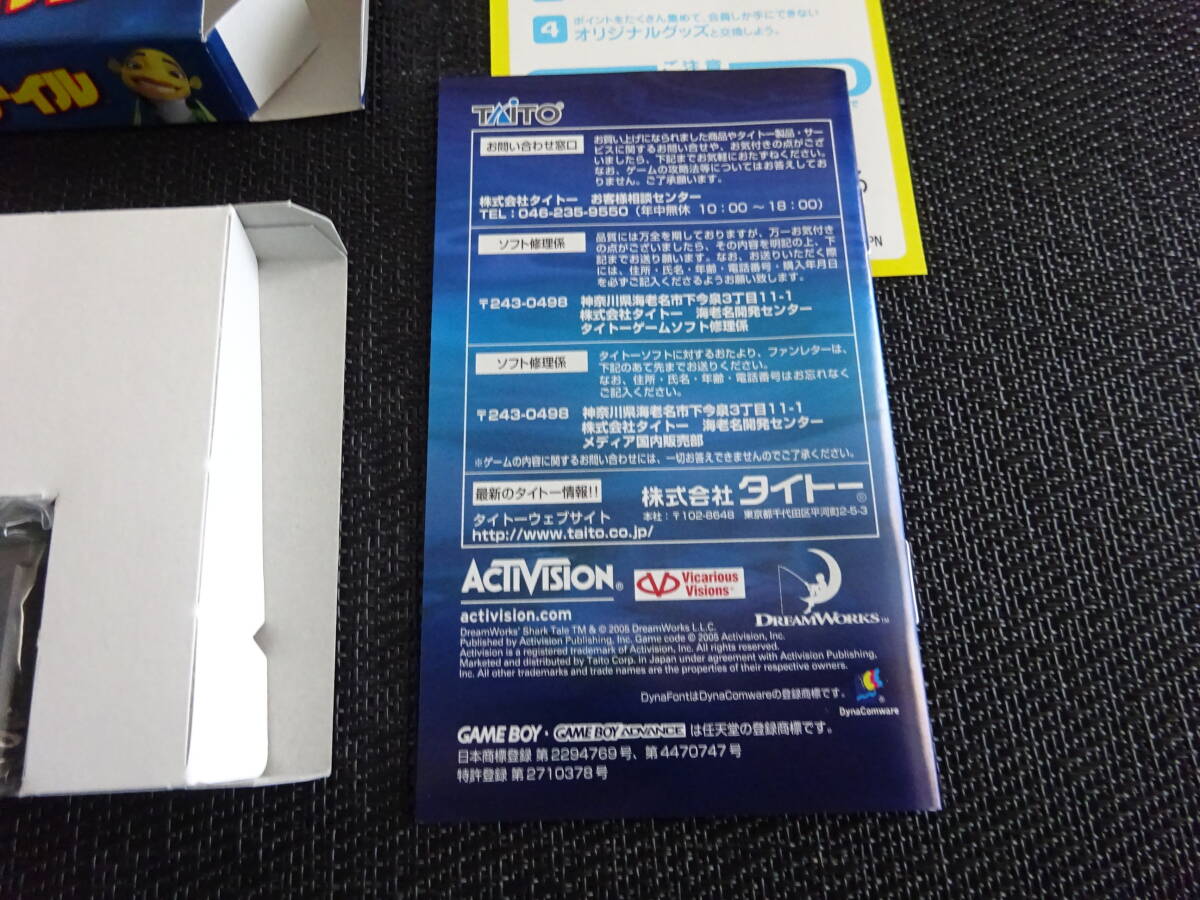 イル
4 ポイントをたくさん集めて、会員しか手にできない
オリジナルグッズと交換しよう。
ご注意
PN
TAITO®
お問い合わせ窓口
お買い上げになられました商品やタイトー製品・サー
ビスに関するお問い合せや、お気付きの点がござ
いましたら、下記までお気軽におたずねください。
なお、ゲームの攻略法等についてはお答えしてお
りません。ご了承願います。
株式会社タイトー お客様相談センター
TEL:046-235-9550(年中無休 10:00〜18:00)
ソフト修理係
品質には万全を期しておりますが、万一お気付き
の点がございましたら、その内容を明記の上、下
記までお送り願います。なお、お送りいただく際
には、住所・氏名・年齢・電話番号・購入年月日
を必ずご記入くださるようお願い致します。
〒243-0498 神奈川県海老名市下今泉3丁目11-1
株式会社タイトー 海老名開発センター
タイトーゲームソフト修理係
ソフト修理係
タイトーソフトに対するおたより、ファンレターは、
下記のあて先までお送りください。
なお、住所・氏名・年齢・電話番号はお忘れなく
ご記入ください。
〒243-0498 神奈川県海老名市下今泉3丁目11-1
株式会社タイトー 海老名開発センター
メディア国内販売部
※ゲームの内容に関するお問い合わせには、一切お答えできませんのでご了承ください。
最新のタイトー情報!!
タイトーウェブサイト
http://www.taito.co.jp/
株式会社 タイトー®
本社:〒102-8648 東京都千代田区平河町2-5-3
ACTIVISION®
activision.com
Vicarious
Visions®
DREAMWORKS™
DreamWorks' Shark Tale TM & © 2005 DreamWorks L.L.C.
Published by Activision Publishing, Inc. Game code © 2005 Activision, Inc.
Activision is a registered trademark of Activision, Inc. All rights reserved.
Marketed and distributed by Taito Corp. in Japan under agreement with Activision Publishing,
Inc. All other trademarks and trade names are the properties of their respective owners.
DynaFontはDynaComwareの登録商標です。
DynaComware
GAME BOY・GAME BOY ADVANCE は任天堂の登録商標です。
日本商標登録 第2294769号、第4470747号
特許登録 第2710378号